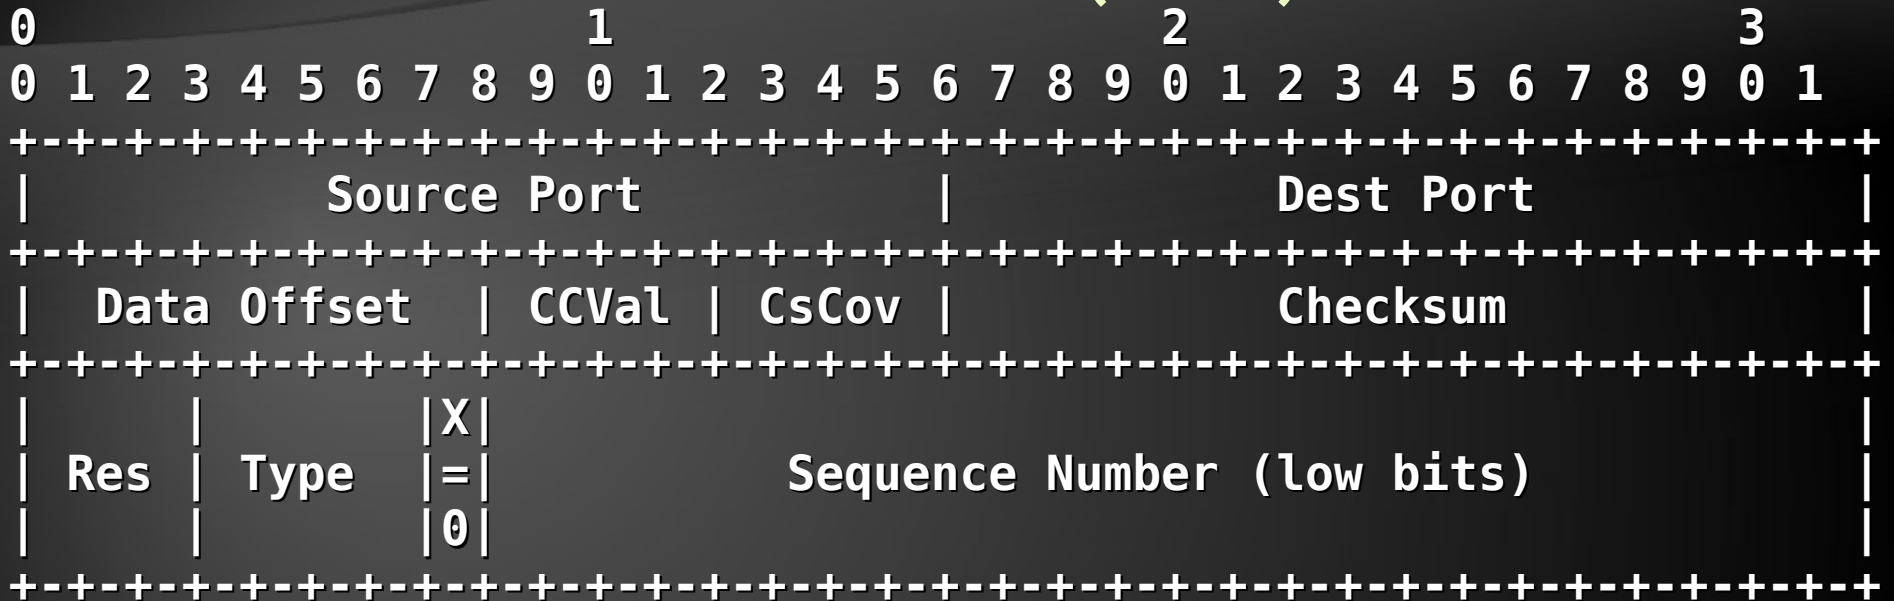 0                   1                   2                   3
0 1 2 3 4 5 6 7 8 9 0 1 2 3 4 5 6 7 8 9 0 1 2 3 4 5 6 7 8 9 0 1
+-+-+-+-+-+-+-+-+-+-+-+-+-+-+-+-+-+-+-+-+-+-+-+-+-+-+-+-+-+-+-+-+
|          Source Port          |           Dest Port           |
+-+-+-+-+-+-+-+-+-+-+-+-+-+-+-+-+-+-+-+-+-+-+-+-+-+-+-+-+-+-+-+-+
|  Data Offset  | CCVal | CsCov |           Checksum            |
+-+-+-+-+-+-+-+-+-+-+-+-+-+-+-+-+-+-+-+-+-+-+-+-+-+-+-+-+-+-+-+-+
|     |       |X|                                               |
| Res | Type  |=|          Sequence Number (low bits)           |
|     |       |0|                                               |
+-+-+-+-+-+-+-+-+-+-+-+-+-+-+-+-+-+-+-+-+-+-+-+-+-+-+-+-+-+-+-+-+